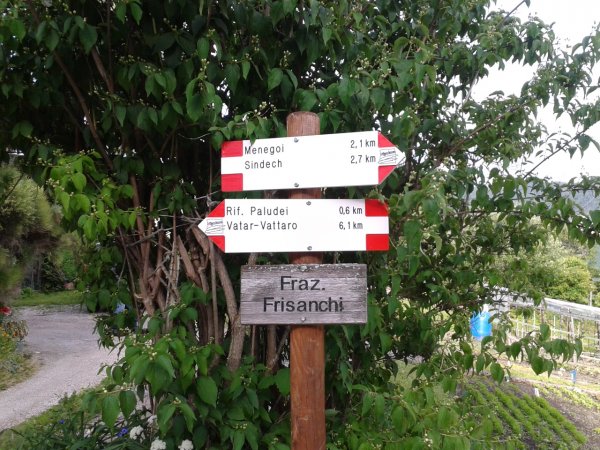 Menegoi 2,1 km
Sindech 2,7 km
Rif. Paludei 0,6 km
Vatar-Vattaro 6,1 km
Fraz.
Frisanchi